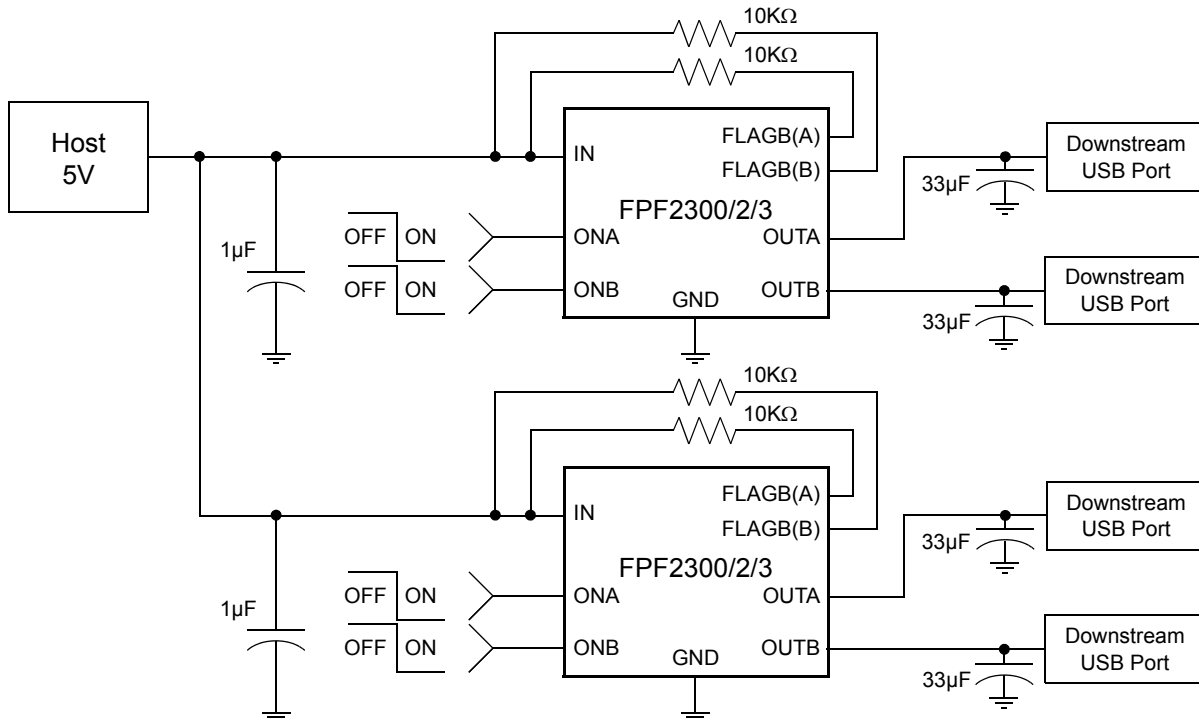 10KΩ
10KΩ
Host
5V
IN
FLAGB(A)
FLAGB(B)
Downstream
USB Port
33µF
FPF2300/2/3
OFF ON
ONA
OUTA
1µF
OFF ON
ONB
GND
OUTB
Downstream
USB Port
33µF
10KΩ
10KΩ
IN
FLAGB(A)
FLAGB(B)
Downstream
USB Port
33µF
FPF2300/2/3
OFF ON
ONA
OUTA
1µF
OFF ON
ONB
GND
OUTB
Downstream
USB Port
33µF